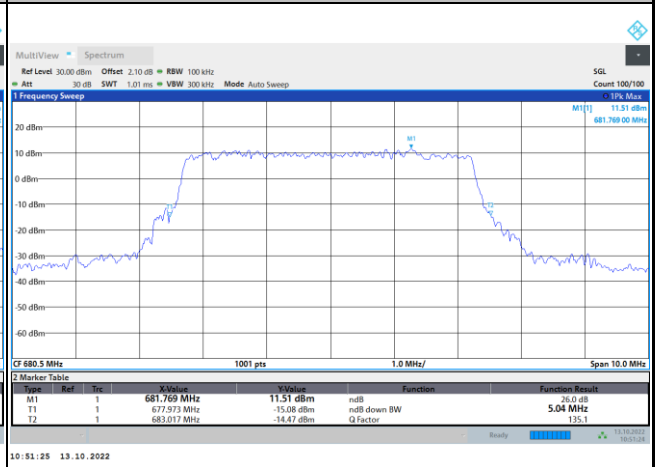 MultiView Spectrum
Ref Level 30.00 dBm Offset 2.10 dB RBW 100 kHz SGL
Att 30 dB SWT 1.01 ms VBW 300 kHz Mode Auto Sweep Count 100/100
1 Frequency Sweep 1Pk Max
M1[1] 11.51 dBm
681.769 00 MHz
M1
20 dBm
10 dBm
0 dBm
T1 T2
-10 dBm
-20 dBm
-30 dBm
-40 dBm
-50 dBm
-60 dBm
CF 680.5 MHz 1001 pts 1.0 MHz/ Span 10.0 MHz
2 Marker Table
Type Ref Trc X-Value Y-Value Function Function Result
M1 1 681.769 MHz 11.51 dBm ndB 26.0 dB
T1 1 677.973 MHz -15.08 dBm ndB down BW 5.04 MHz
T2 1 683.017 MHz -14.47 dBm Q Factor 135.1
Ready 13.10.2022
10:51:24
10:51:25 13.10.2022